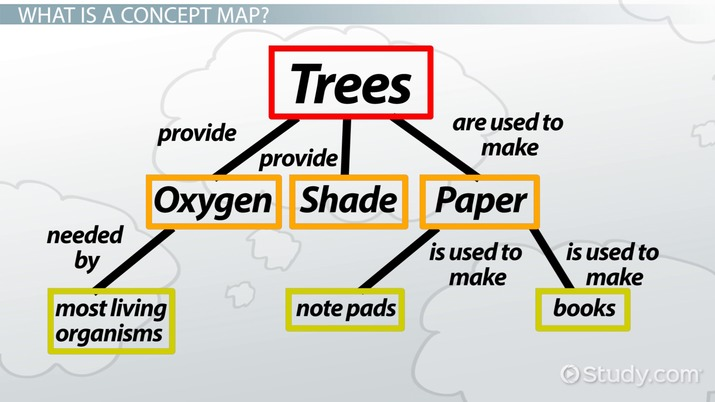 WHAT IS A CONCEPT MAP?
Trees
provide
provide
are used to
make
Oxygen
Shade
Paper
needed
by
is used to
make
is used to
make
most living
organisms
note pads
books
Study.com